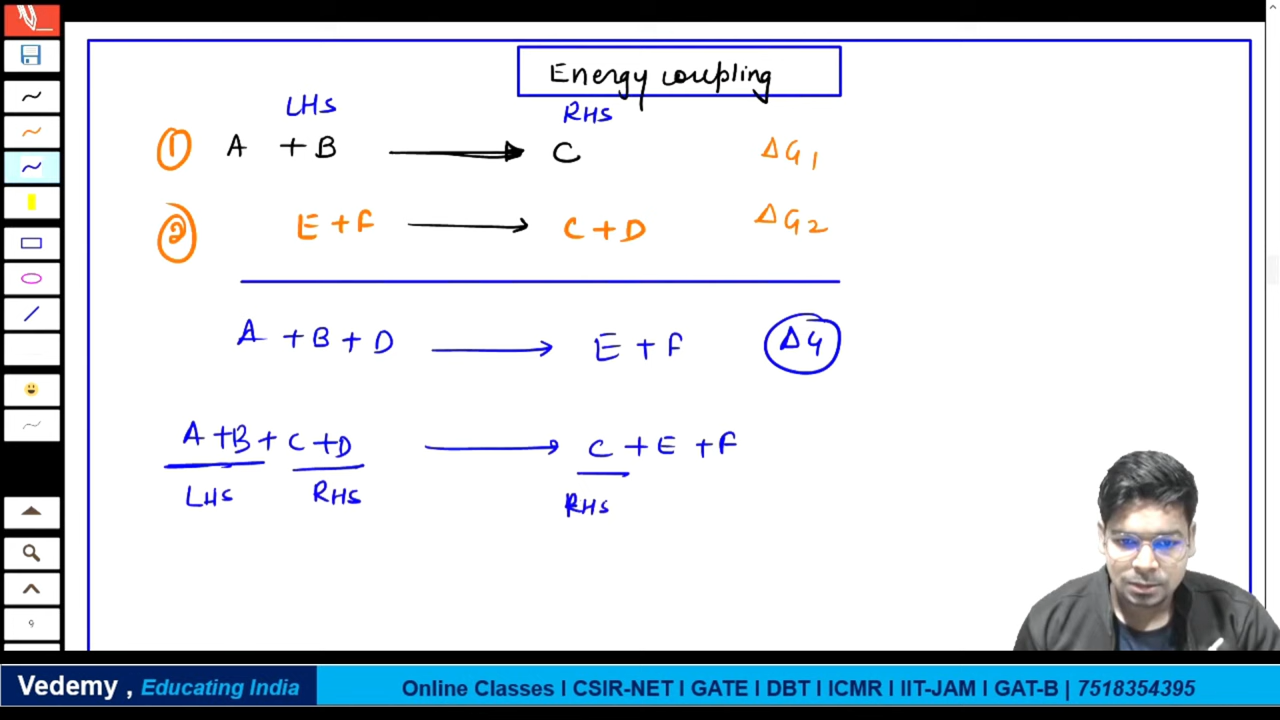 Energy coupling
LHS RHS
① A + B → C ΔG1
② E + F → C + D ΔG2
A + B + D → E + F ΔG
A + B + C + D → C + E + F
LHS RHS RHS
Vedemy , Educating India
Online Classes I CSIR-NET I GATE I DBT I ICMR I IIT-JAM I GAT-B | 7518354395